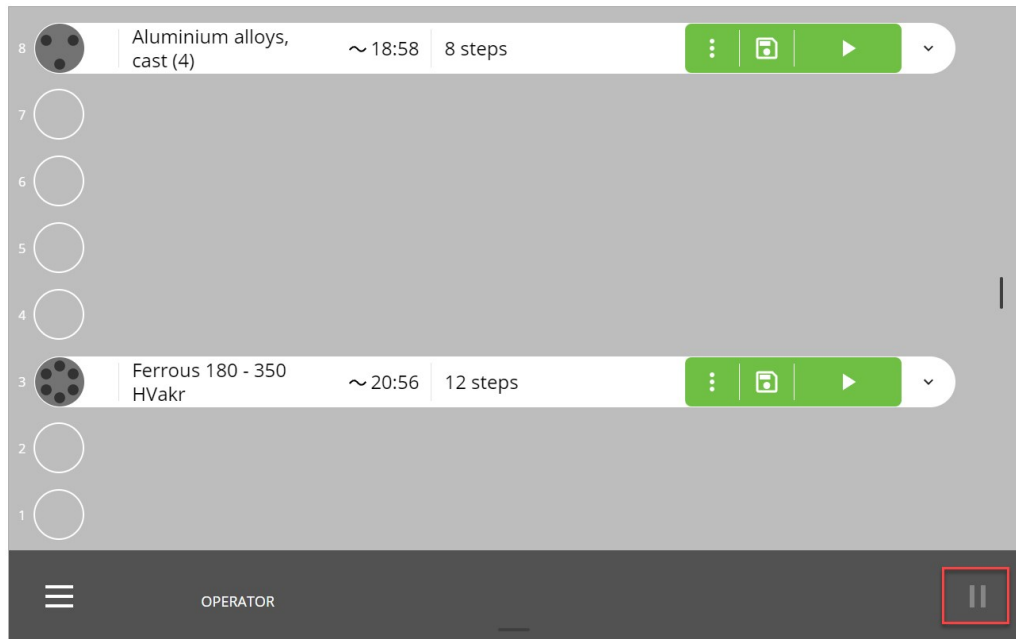 8 Aluminium alloys, cast (4) ~ 18:58 8 steps
7
6
5
4
3 Ferrous 180 - 350 HVakr ~ 20:56 12 steps
2
1
OPERATOR